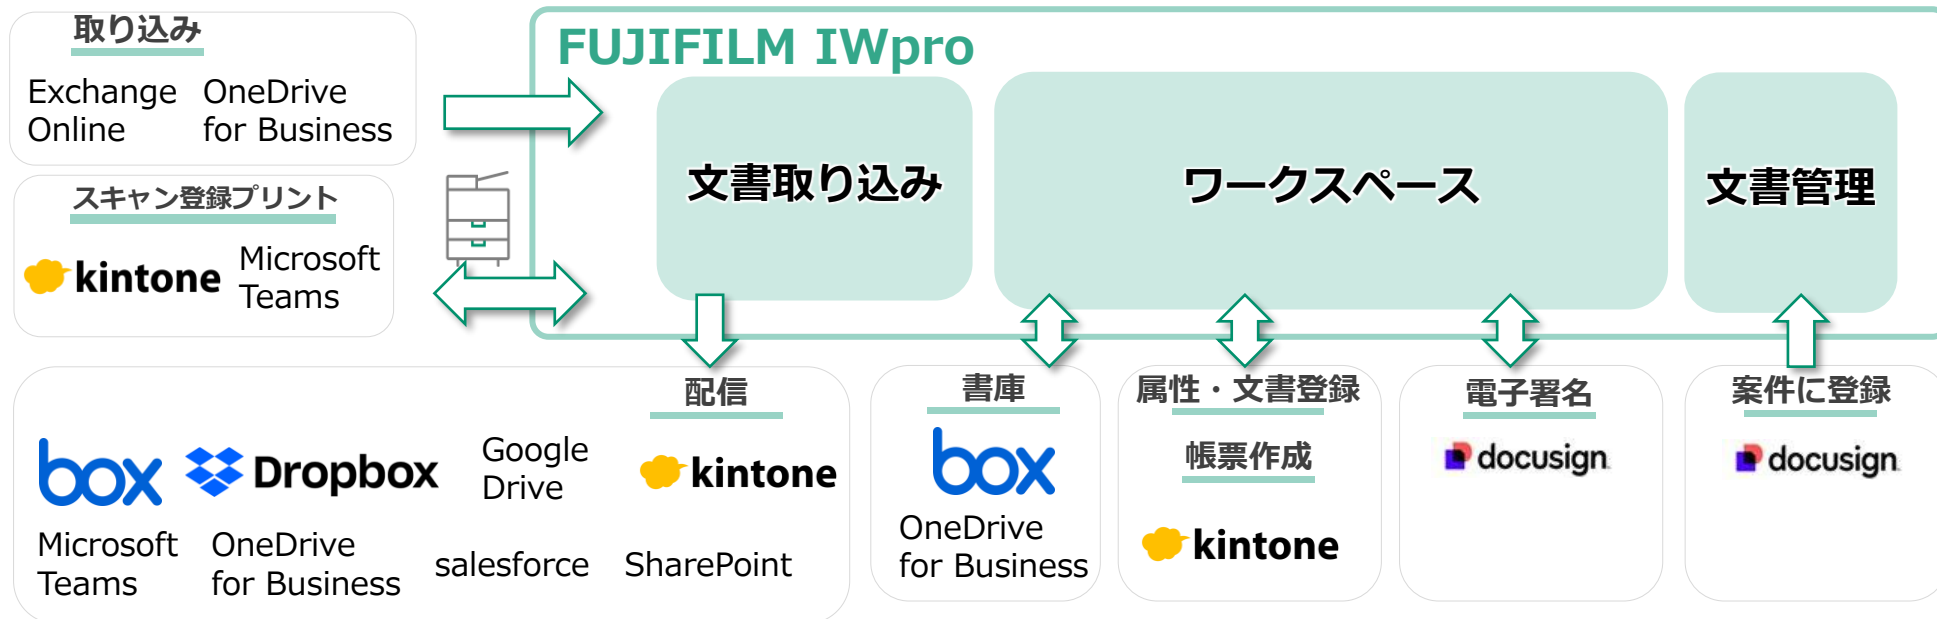 取り込み
Exchange
Online
OneDrive
for Business
スキャン登録プリント
kintone
Microsoft
Teams
FUJIFILM IWpro
文書取り込み
ワークスペース
文書管理
配信
box
Dropbox
Google
Drive
kintone
Microsoft
Teams
OneDrive
for Business
salesforce
SharePoint
書庫
box
OneDrive
for Business
属性・文書登録
帳票作成
kintone
電子署名
docusign
案件に登録
docusign